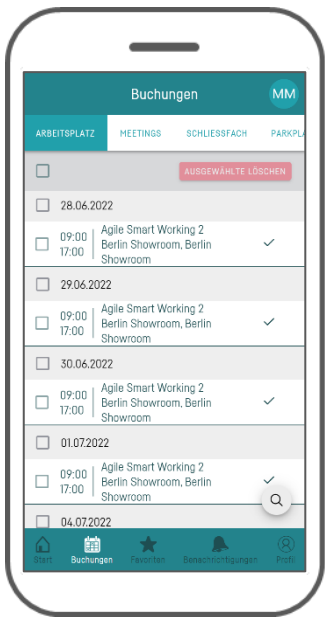 Buchungen
MM
ARBEITSPLATZ MEETINGS SCHLIESSFACH PARKPLA
AUSGEWÄHLTE LÖSCHEN
28.06.2022
09:00 Agile Smart Working 2
17:00 Berlin Showroom, Berlin
Showroom
29.06.2022
09:00 Agile Smart Working 2
17:00 Berlin Showroom, Berlin
Showroom
30.06.2022
09:00 Agile Smart Working 2
17:00 Berlin Showroom, Berlin
Showroom
01.07.2022
09:00 Agile Smart Working 2
17:00 Berlin Showroom, Berlin
Showroom
04.07.2022
Start Buchungen Favoriten Benachrichtigungen Profil